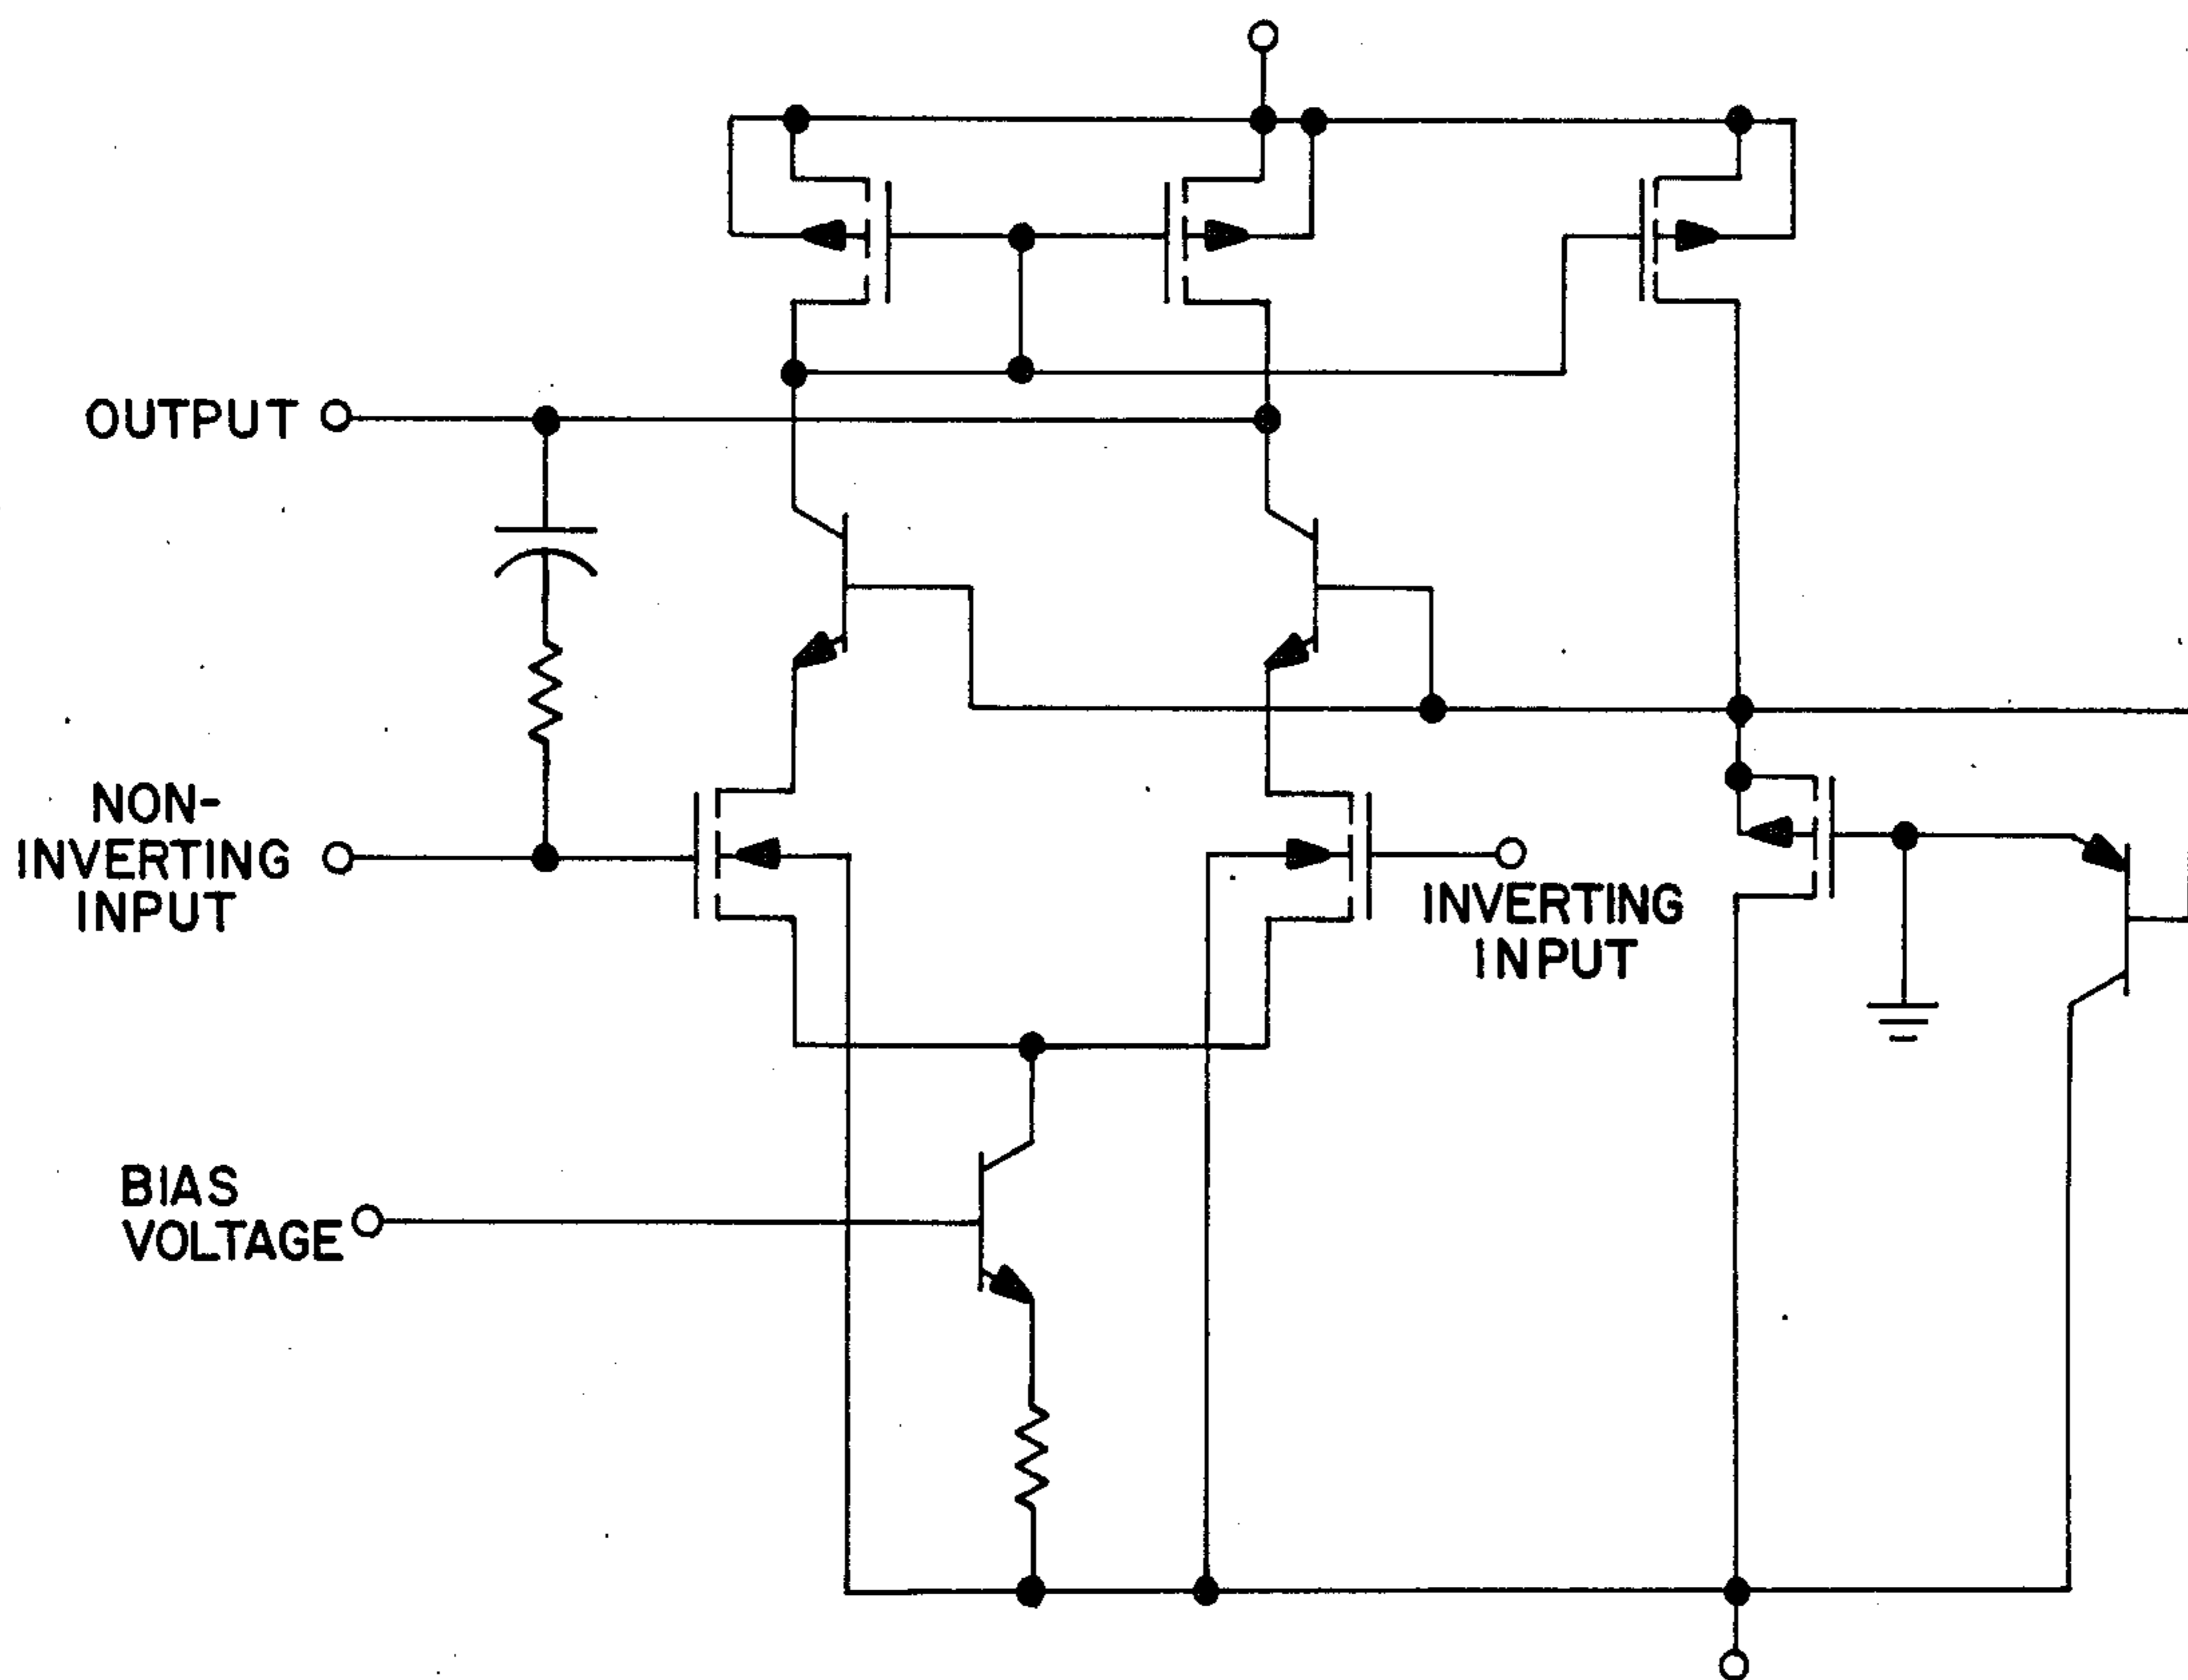 OUTPUT
NON-
INVERTING
INPUT
INVERTING
INPUT
BIAS
VOLTAGE